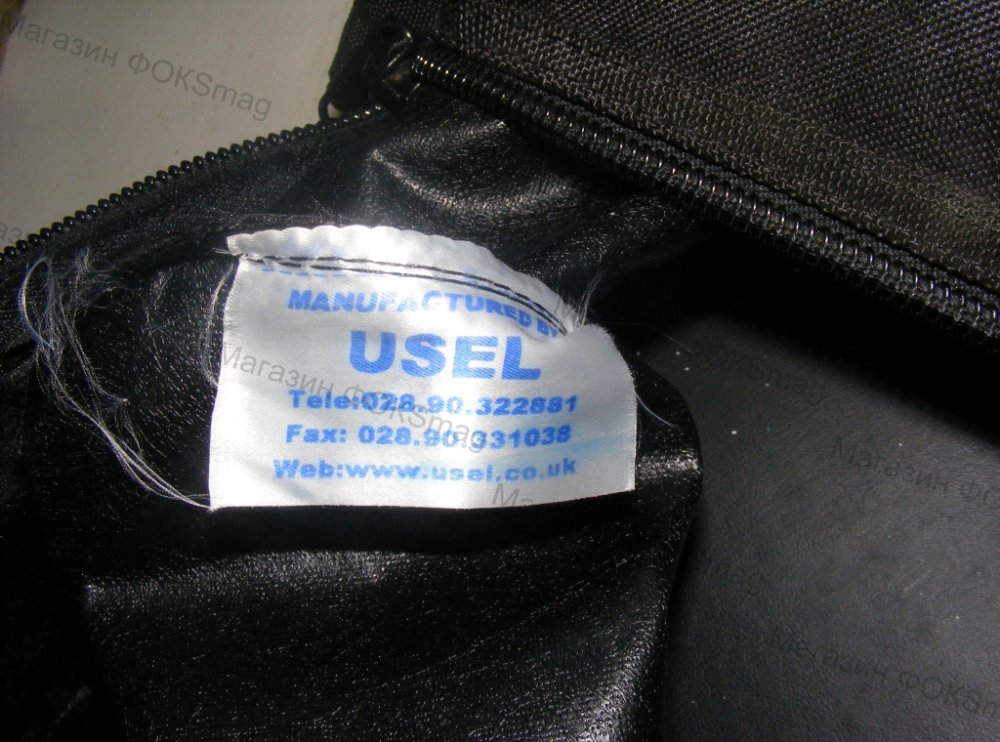 Магазин ФОКSmag
MANUFACTURED BY
USEL
Tele:028.90.322881
Fax: 028.90 331038
Web:www.usel.co.uk
Магазин ФОКSmag
Магазин ФОКSmag